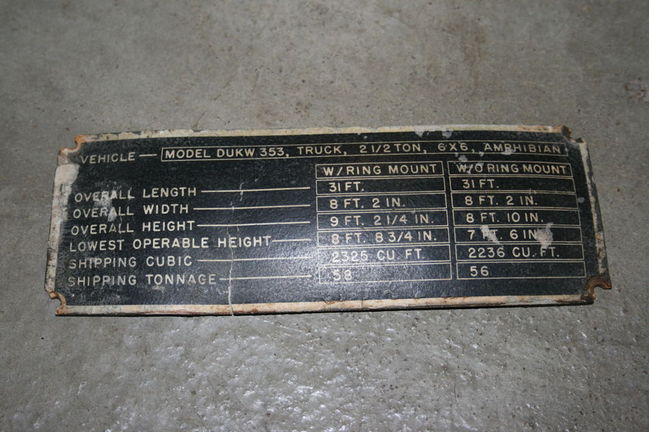 VEHICLE — MODEL DUKW 353, TRUCK, 2 1/2 TON, 6X6, AMPHIBIAN
W/RING MOUNT W/O RING MOUNT
OVERALL LENGTH 31 FT. 31 FT.
OVERALL WIDTH 8 FT. 2 IN. 8 FT. 2 IN.
OVERALL HEIGHT 9 FT. 2 1/4 IN. 8 FT. 10 IN.
LOWEST OPERABLE HEIGHT 8 FT. 8 3/4 IN. 7 FT. 6 IN.
SHIPPING CUBIC 2325 CU. FT. 2236 CU. FT.
SHIPPING TONNAGE 58 56